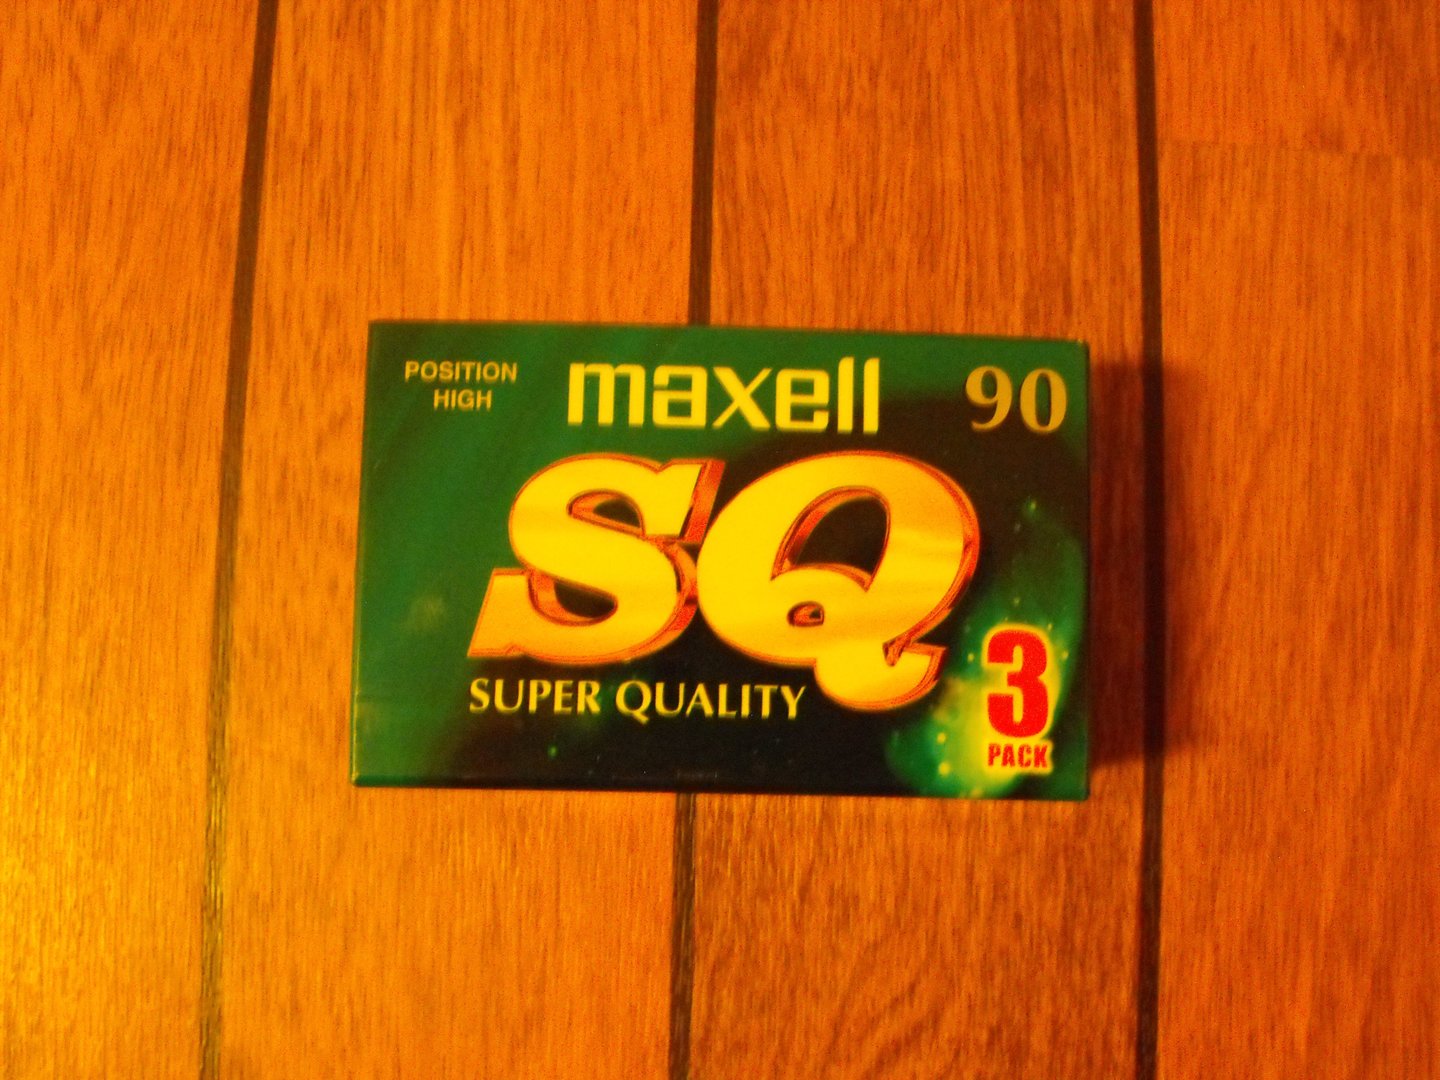 POSITION
HIGH
maxell
90
SQ
SUPER QUALITY
3
PACK